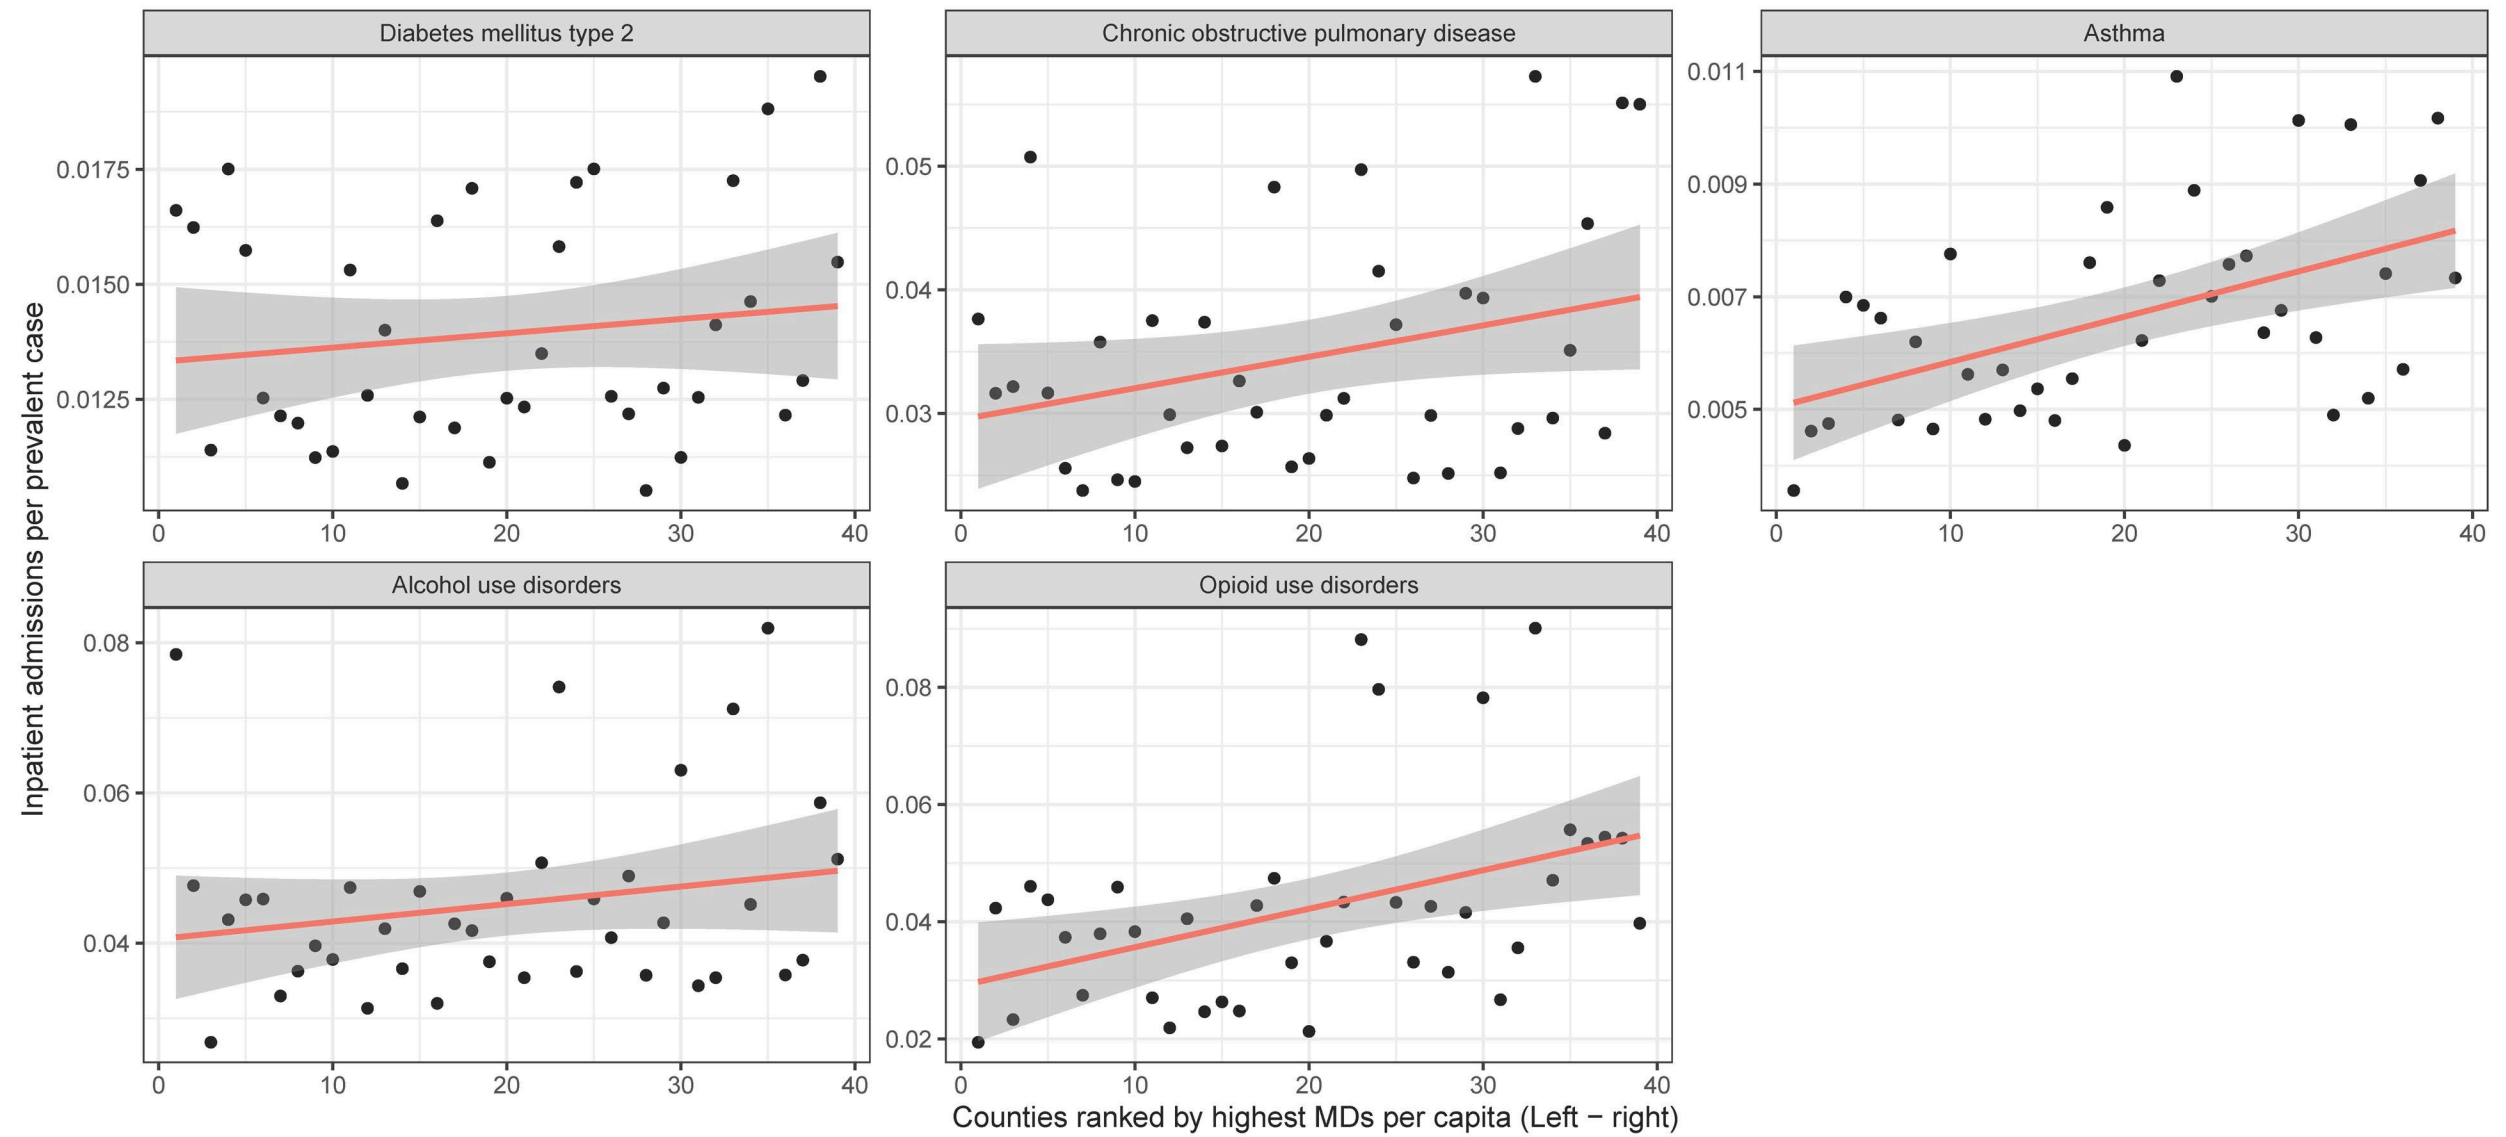 Diabetes mellitus type 2
Chronic obstructive pulmonary disease
Asthma
0.0175
0.0150
0.0125
0 10 20 30 40
0.05
0.04
0.03
0 10 20 30 40
0.011
0.009
0.007
0.005
0 10 20 30 40
Inpatient admissions per prevalent case
Alcohol use disorders
Opioid use disorders
0.08
0.06
0.04
0 10 20 30 40
0.08
0.06
0.04
0.02
0 10 20 30 40
Counties ranked by highest MDs per capita (Left − right)